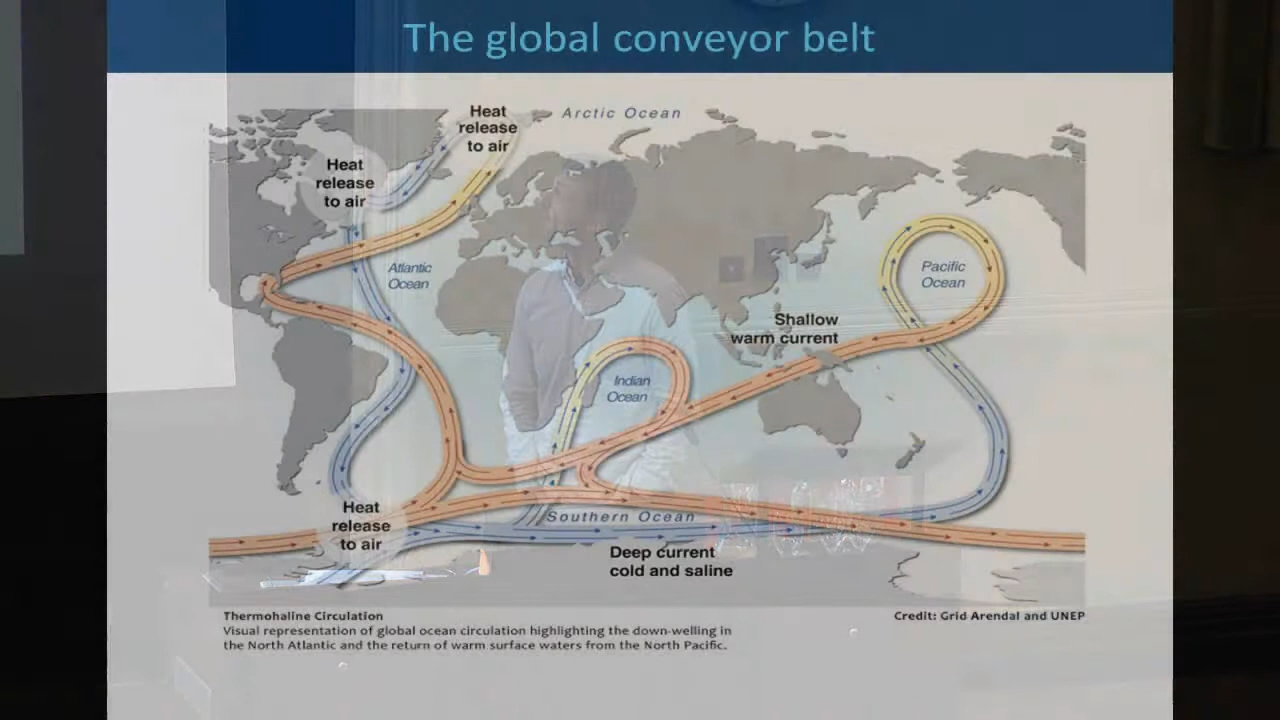 The global conveyor belt
Heat
release
to air
Arctic Ocean
Heat
release
to air
Atlantic
Ocean
Pacific
Ocean
Shallow
warm current
Indian
Ocean
Heat
release
to air
Southern Ocean
Deep current
cold and saline
Thermohaline Circulation
Credit: Grid Arendal and UNEP
Visual representation of global ocean circulation highlighting the down-welling in
the North Atlantic and the return of warm surface waters from the North Pacific.